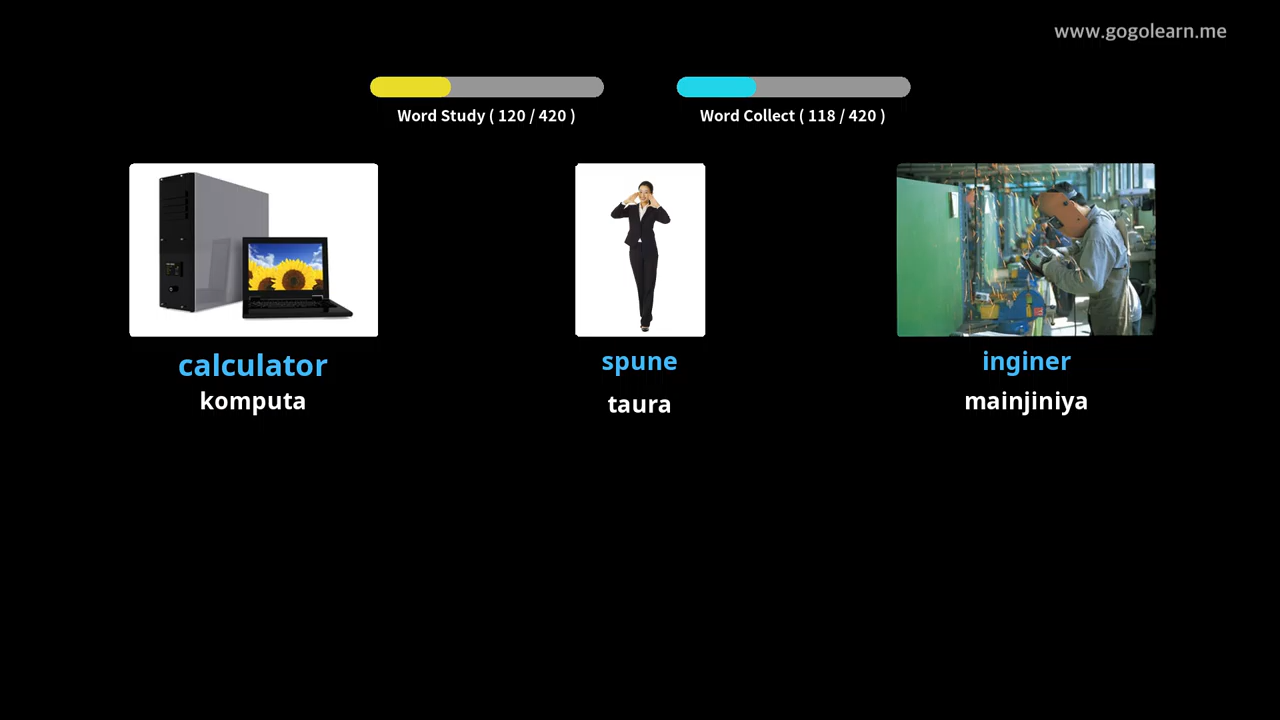 www.gogolearn.me
Word Study ( 120 / 420 )
Word Collect ( 118 / 420 )
calculator
komputa
spune
taura
inginer
mainjiniya